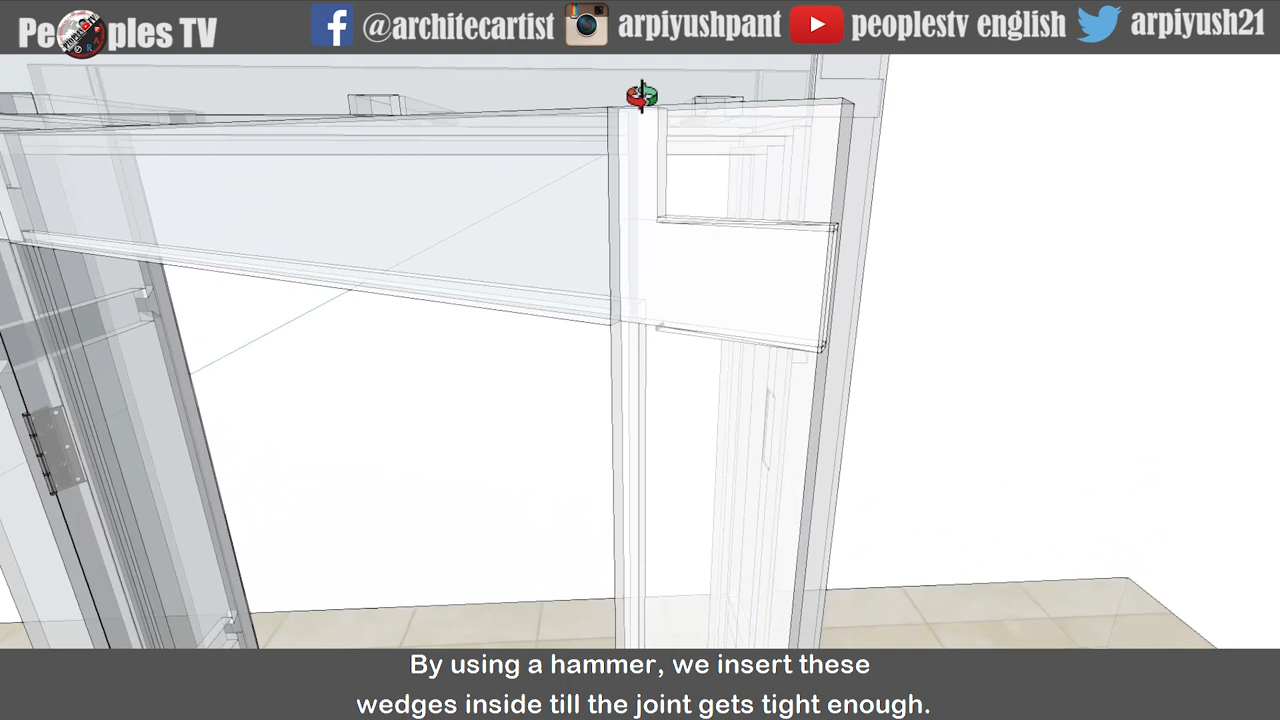 Peoples TV
@architecartist
arpiyushpant
peoplestv english
arpiyush21
By using a hammer, we insert these
wedges inside till the joint gets tight enough.